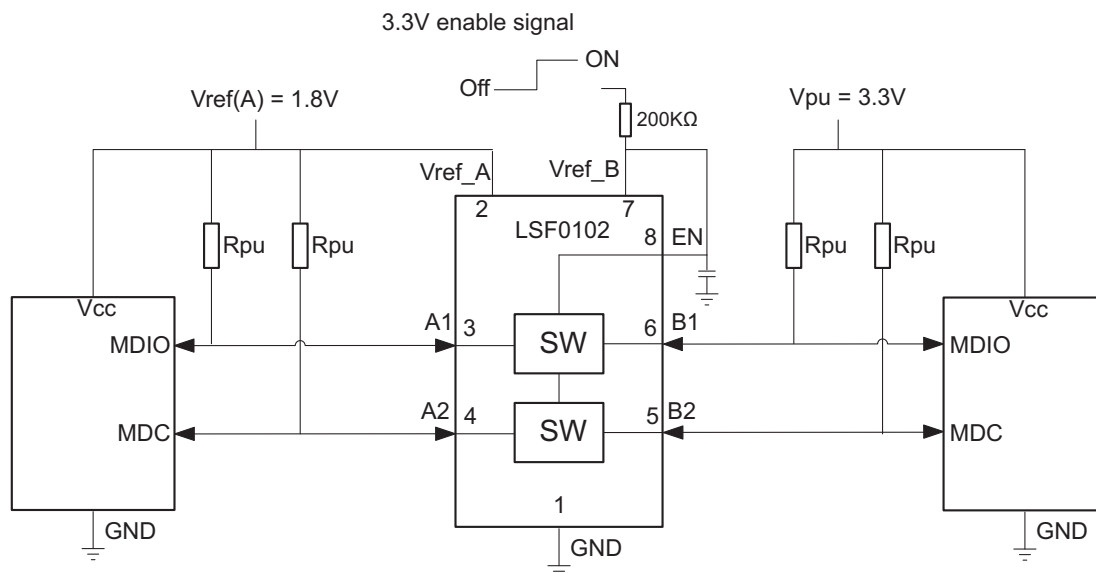 3.3V enable signal
ON
Off
Vref(A) = 1.8V
Vpu = 3.3V
200KΩ
Vref_A
Vref_B
2
7
LSF0102
8
EN
Rpu
Rpu
Rpu
Rpu
Vcc
Vcc
MDIO
A1
3
SW
6
B1
MDIO
MDC
A2
4
SW
5
B2
MDC
1
GND
GND
GND